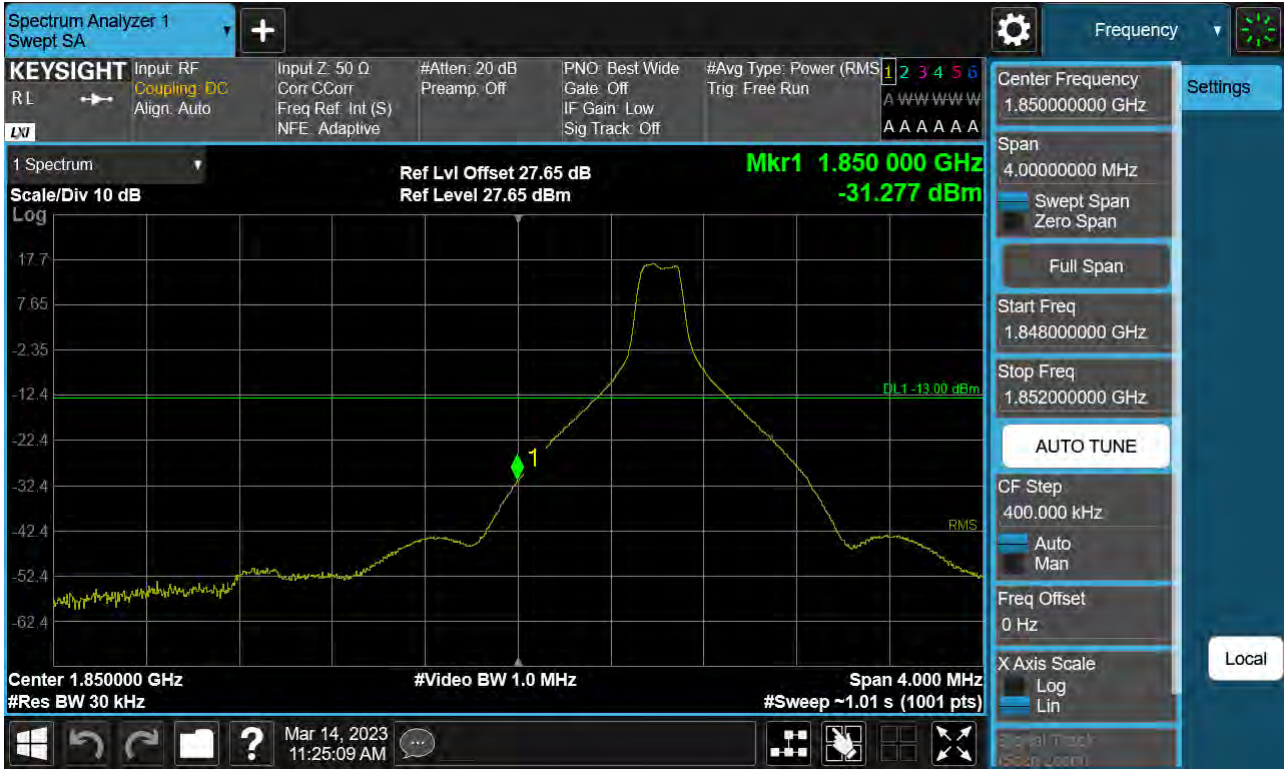 Spectrum Analyzer 1
Swept SA
Frequency
KEYSIGHT
R L
LXI
Input: RF
Coupling: DC
Align: Auto
Input Z: 50 Ω
Corr CCorr
Freq Ref: Int (S)
NFE: Adaptive
#Atten: 20 dB
Preamp: Off
PNO: Best Wide
Gate: Off
IF Gain: Low
Sig Track: Off
#Avg Type: Power (RMS
Trig: Free Run
1 2 3 4 5 6
A W W W W W
A A A A A A
1 Spectrum
Scale/Div 10 dB
Log
Ref Lvl Offset 27.65 dB
Ref Level 27.65 dBm
Mkr1 1.850 000 GHz
-31.277 dBm
17.7
7.65
-2.35
-12.4
-22.4
-32.4
-42.4
-52.4
-62.4
DL1 -13.00 dBm
1
RMS
Center 1.850000 GHz
#Res BW 30 kHz
#Video BW 1.0 MHz
Span 4.000 MHz
#Sweep ~1.01 s (1001 pts)
Center Frequency
1.850000000 GHz
Settings
Span
4.00000000 MHz
Swept Span
Zero Span
Full Span
Start Freq
1.848000000 GHz
Stop Freq
1.852000000 GHz
AUTO TUNE
CF Step
400.000 kHz
Auto
Man
Freq Offset
0 Hz
X Axis Scale
Log
Lin
Signal Track
(Span Zoom)
Local
?
Mar 14, 2023
11:25:09 AM